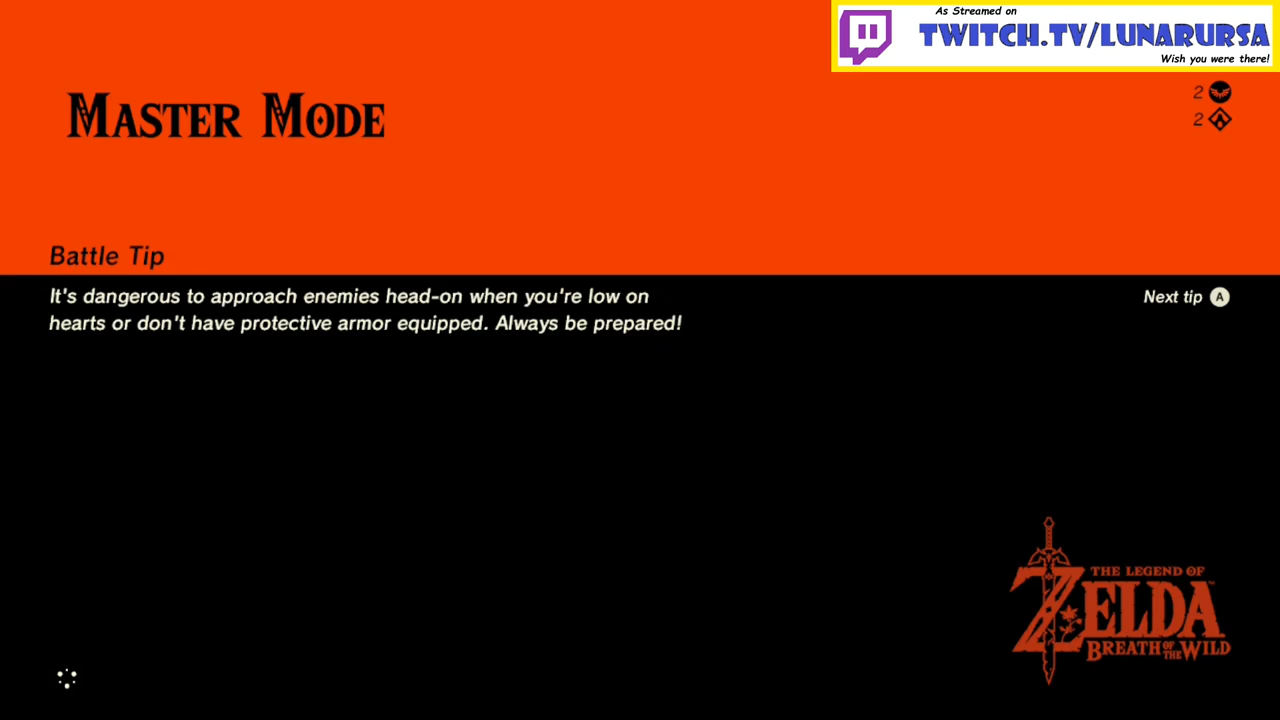 As Streamed on
TWITCH.TV/LUNARURSA
Wish you were there!
MASTER MODE
2
2
Battle Tip
It's dangerous to approach enemies head-on when you're low on
hearts or don't have protective armor equipped. Always be prepared!
Next tip A
THE LEGEND OF
ZELDA
BREATH OF THE WILD